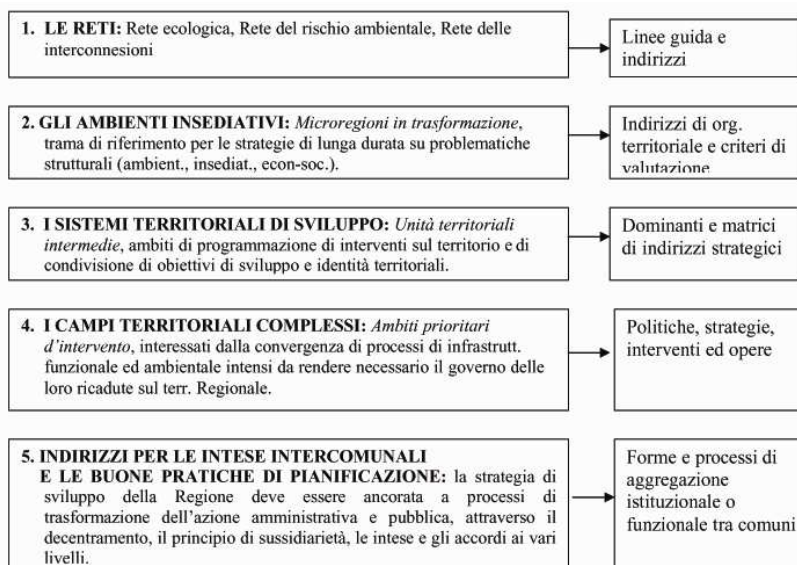 1. LE RETI: Rete ecologica, Rete del rischio ambientale, Rete delle
interconnesioni
Linee guida e
indirizzi
2. GLI AMBIENTI INSEDIATIVI: Microregioni in trasformazione,
trama di riferimento per le strategie di lunga durata su problematiche
strutturali (ambient., insediat., econ-soc.).
Indirizzi di org.
territoriale e criteri di
valutazione
3. I SISTEMI TERRITORIALI DI SVILUPPO: Unità territoriali
intermedie, ambiti di programmazione di interventi sul territorio e di
condivisione di obiettivi di sviluppo e identità territoriali.
Dominanti e matrici
di indirizzi strategici
4. I CAMPI TERRITORIALI COMPLESSI: Ambiti prioritari
d'intervento, interessati dalla convergenza di processi di infrastrutt.
funzionale ed ambientale intensi da rendere necessario il governo delle
loro ricadute sul terr. Regionale.
Politiche, strategie,
interventi ed opere
5. INDIRIZZI PER LE INTESE INTERCOMUNALI
E LE BUONE PRATICHE DI PIANIFICAZIONE: la strategia di
sviluppo della Regione deve essere ancorata a processi di
trasformazione dell'azione amministrativa e pubblica, attraverso il
decentramento, il principio di sussidiarietà, le intese e gli accordi ai vari
livelli.
Forme e processi di
aggregazione
istituzionale o
funzionale tra comuni